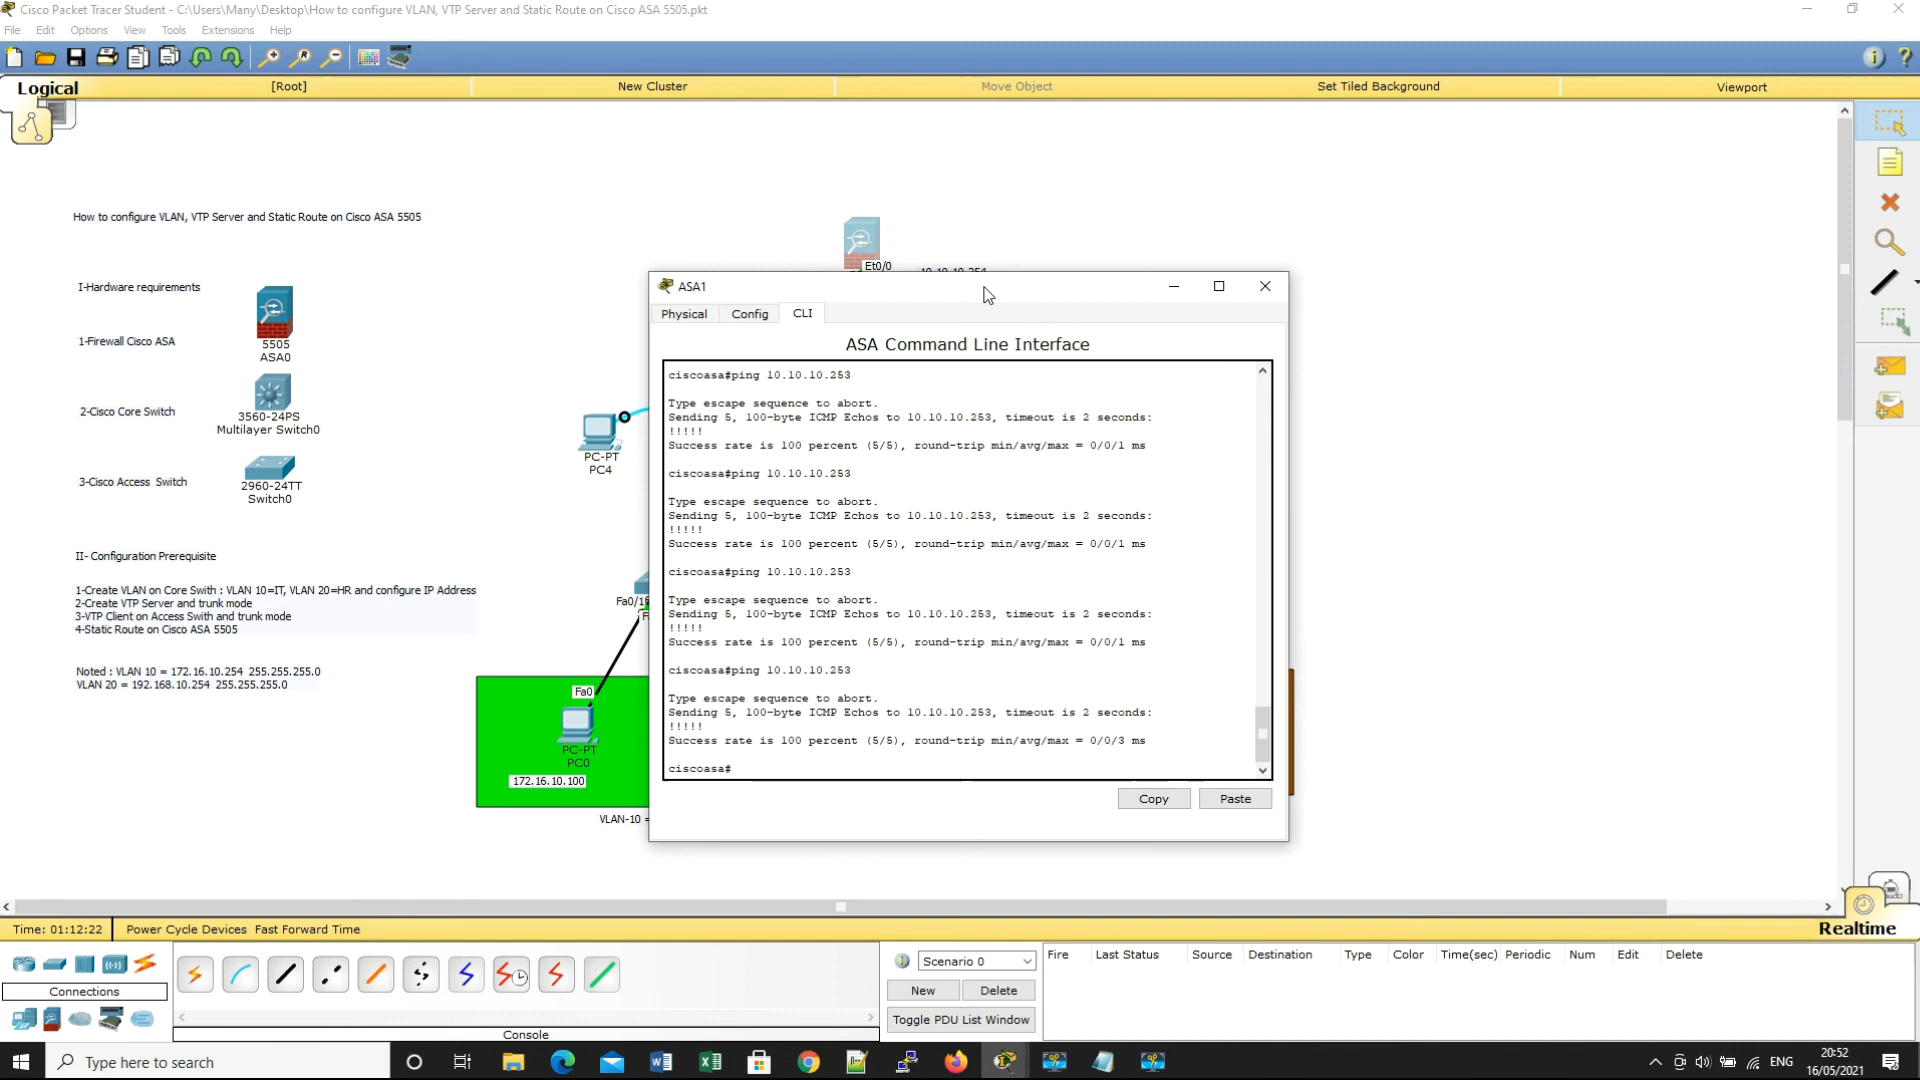 Cisco Packet Tracer Student - C:\Users\Many\Desktop\How to configure VLAN, VTP Server and Static Route on Cisco ASA 5505.pkt
File Edit Options View Tools Extensions Help
Logical [Root] New Cluster Move Object Set Tiled Background Viewport
How to configure VLAN, VTP Server and Static Route on Cisco ASA 5505
I-Hardware requirements
1-Firewall Cisco ASA
5505
ASA0
2-Cisco Core Switch
3560-24PS
Multilayer Switch0
3-Cisco Access Switch
2960-24TT
Switch0
II- Configuration Prerequisite
1-Create VLAN on Core Swith : VLAN 10=IT, VLAN 20=HR and configure IP Address
2-Create VTP Server and trunk mode
3-VTP Client on Access Swith and trunk mode
4-Static Route on Cisco ASA 5505
Noted : VLAN 10 = 172.16.10.254 255.255.255.0
VLAN 20 = 192.168.10.254 255.255.255.0
Et0/0
PC-PT
PC4
Fa0
PC-PT
PC0
172.16.10.100
VLAN-10 =
ASA1
Physical Config CLI
ASA Command Line Interface
ciscoasa#ping 10.10.10.253
Type escape sequence to abort.
Sending 5, 100-byte ICMP Echos to 10.10.10.253, timeout is 2 seconds:
!!!!!
Success rate is 100 percent (5/5), round-trip min/avg/max = 0/0/1 ms
ciscoasa#ping 10.10.10.253
Type escape sequence to abort.
Sending 5, 100-byte ICMP Echos to 10.10.10.253, timeout is 2 seconds:
!!!!!
Success rate is 100 percent (5/5), round-trip min/avg/max = 0/0/1 ms
ciscoasa#ping 10.10.10.253
Type escape sequence to abort.
Sending 5, 100-byte ICMP Echos to 10.10.10.253, timeout is 2 seconds:
!!!!!
Success rate is 100 percent (5/5), round-trip min/avg/max = 0/0/1 ms
ciscoasa#ping 10.10.10.253
Type escape sequence to abort.
Sending 5, 100-byte ICMP Echos to 10.10.10.253, timeout is 2 seconds:
!!!!!
Success rate is 100 percent (5/5), round-trip min/avg/max = 0/0/3 ms
ciscoasa#
Copy Paste
Time: 01:12:22 Power Cycle Devices Fast Forward Time
Realtime
Connections
Console
Scenario 0
New Delete
Toggle PDU List Window
Fire Last Status Source Destination Type Color Time(sec) Periodic Num Edit Delete
Type here to search
ENG
20:52
16/05/2021